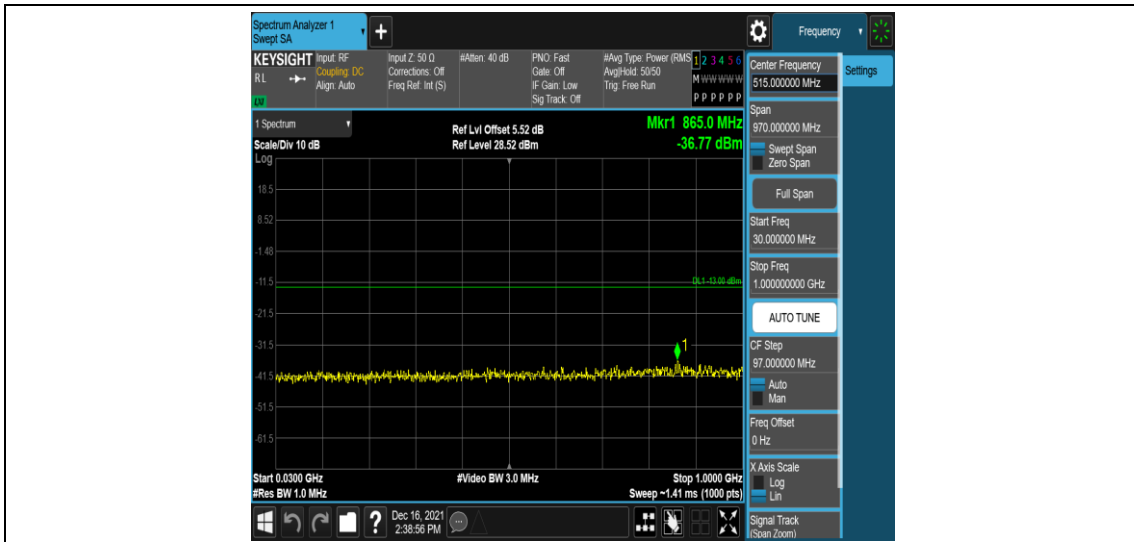 Spectrum Analyzer 1
Swept SA
+
Frequency
KEYSIGHT
RL
LXI
Input: RF
Coupling: DC
Align: Auto
Input Z: 50 Ω
Corrections: Off
Freq Ref: Int (S)
#Atten: 40 dB
PNO: Fast
Gate: Off
IF Gain: Low
Sig Track: Off
#Avg Type: Power (RMS
Avg|Hold: 50/50
Trig: Free Run
1 2 3 4 5 6
M W W W W W
P P P P P P
Center Frequency
515.000000 MHz
Settings
1 Spectrum
Scale/Div 10 dB
Log
Ref Lvl Offset 5.52 dB
Ref Level 28.52 dBm
Mkr1 865.0 MHz
-36.77 dBm
Span
970.000000 MHz
Swept Span
Zero Span
Full Span
Start Freq
30.000000 MHz
Stop Freq
1.000000000 GHz
AUTO TUNE
CF Step
97.000000 MHz
Auto
Man
Freq Offset
0 Hz
X Axis Scale
Log
Lin
Signal Track
(Span Zoom)
18.5
8.52
-1.48
-11.5
DL1 -13.00 dBm
-21.5
-31.5
1
-41.5
-51.5
-61.5
Start 0.0300 GHz
#Video BW 3.0 MHz
Stop 1.0000 GHz
#Res BW 1.0 MHz
Sweep ~1.41 ms (1000 pts)
?
Dec 16, 2021
2:38:56 PM